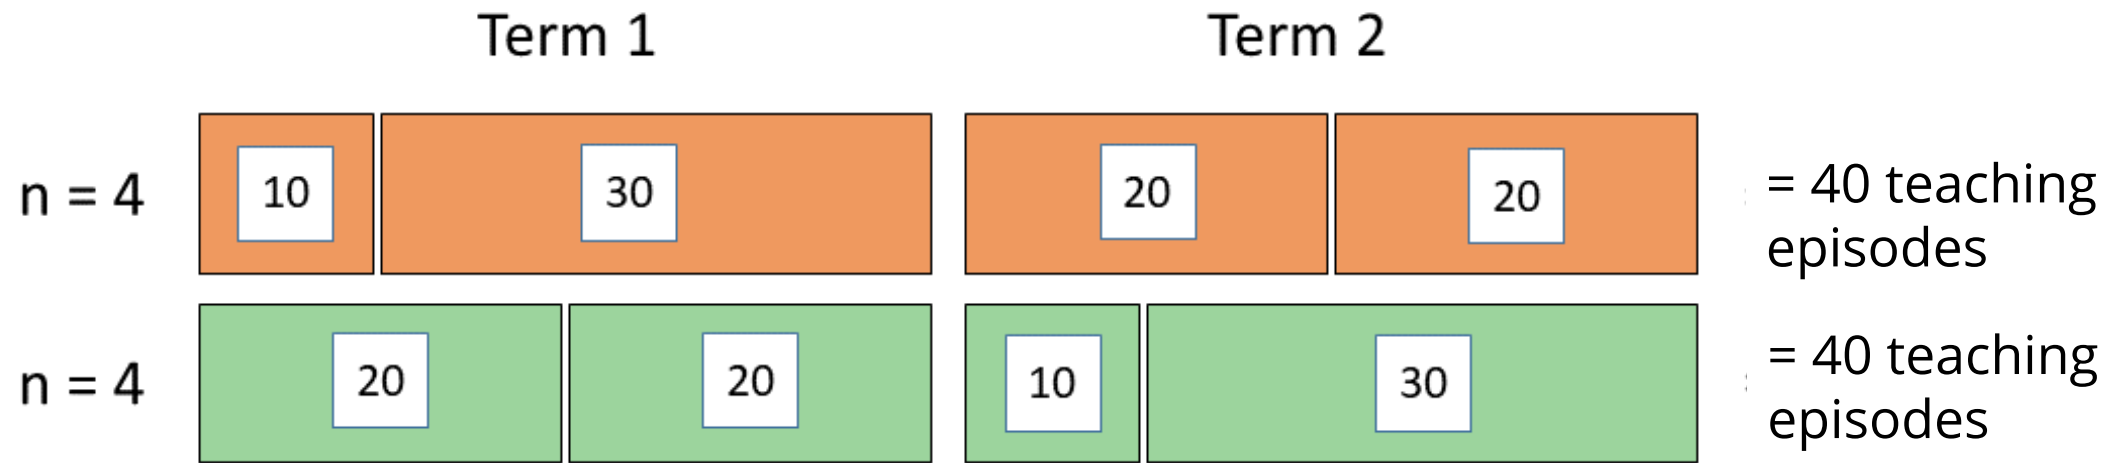 Term 1 Term 2
n = 4 10 30 20 20 = 40 teaching
episodes
n = 4 20 20 10 30 = 40 teaching
episodes